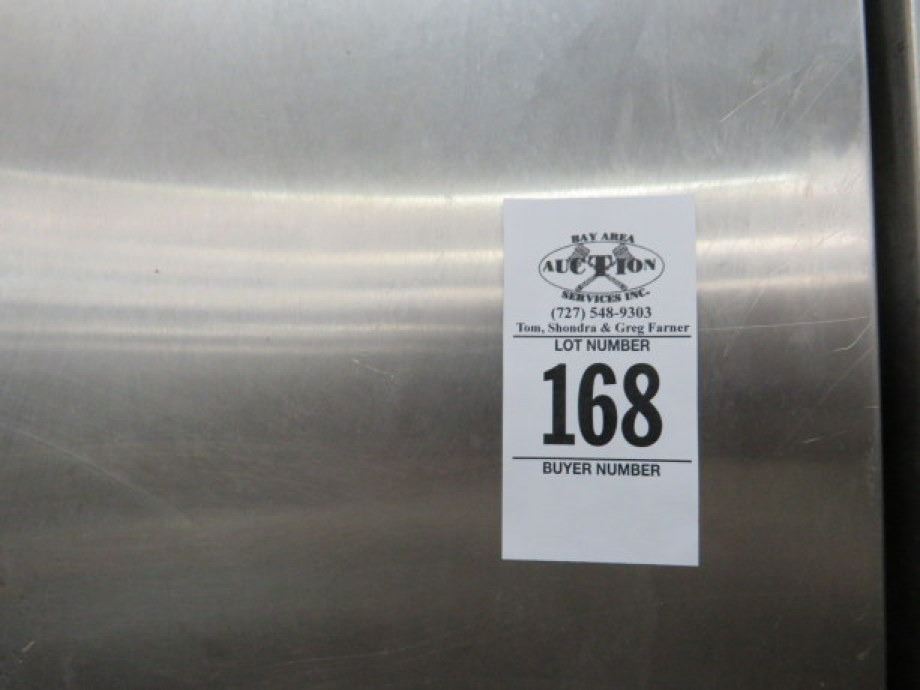 BAY AREA
AUCTION
SERVICES INC.
(727) 548-9303
Tom, Shondra & Greg Farner
LOT NUMBER
168
BUYER NUMBER